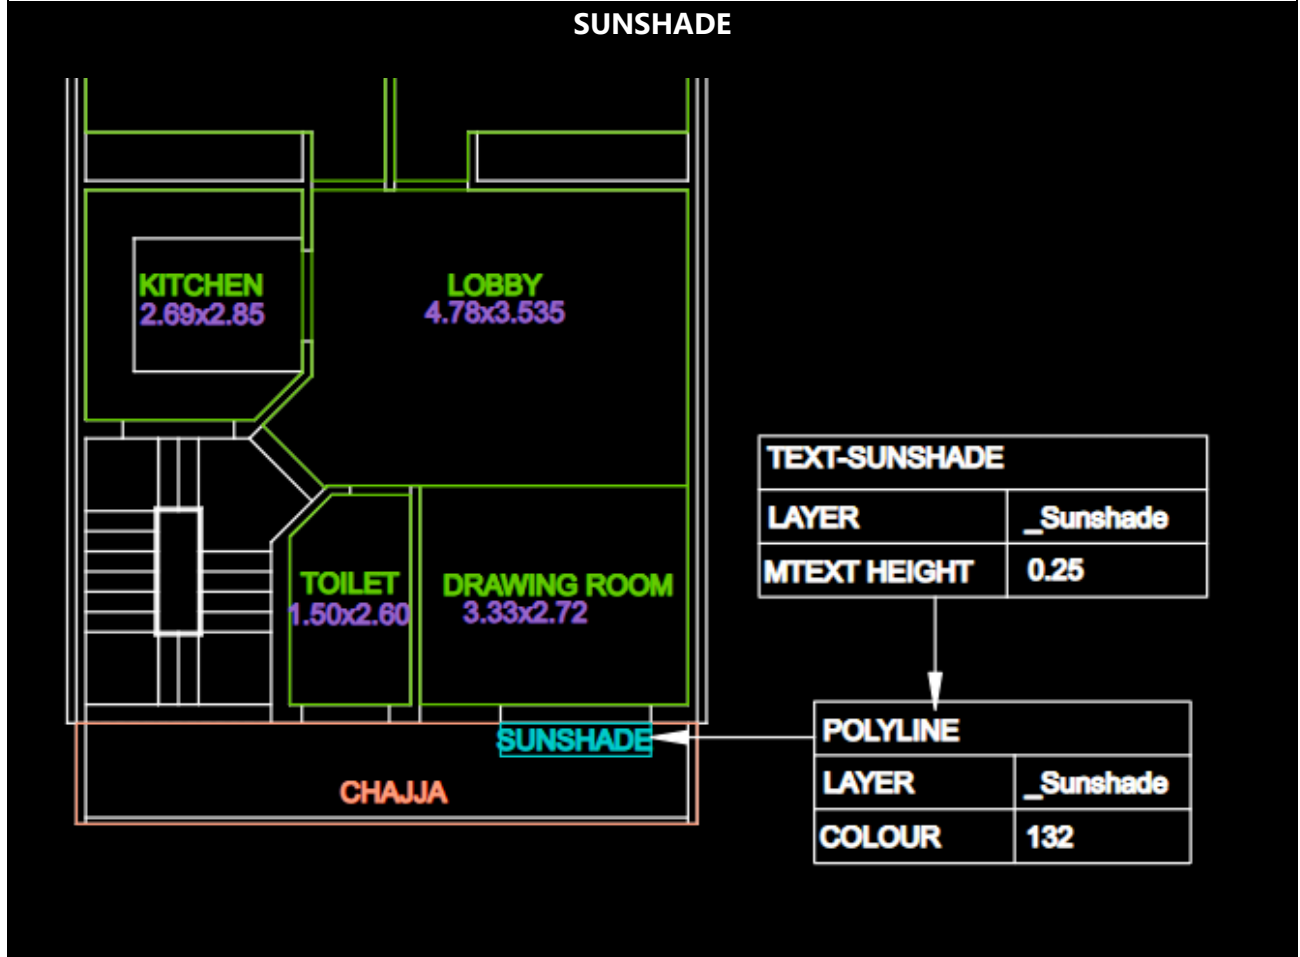 SUNSHADE
KITCHEN
2.69x2.85
LOBBY
4.78x3.535
TEXT-SUNSHADE
LAYER _Sunshade
MTEXT HEIGHT 0.25
TOILET
1.50x2.60
DRAWING ROOM
3.33x2.72
POLYLINE
LAYER _Sunshade
COLOUR 132
SUNSHADE
CHAJJA